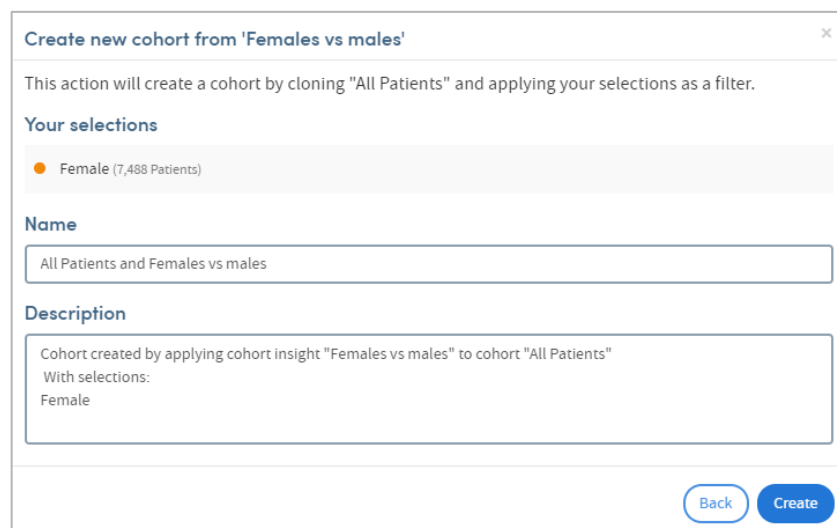 Create new cohort from 'Females vs males'
×
This action will create a cohort by cloning "All Patients" and applying your selections as a filter.
Your selections
Female (7,488 Patients)
Name
All Patients and Females vs males
Description
Cohort created by applying cohort insight "Females vs males" to cohort "All Patients"
With selections:
Female
Back
Create